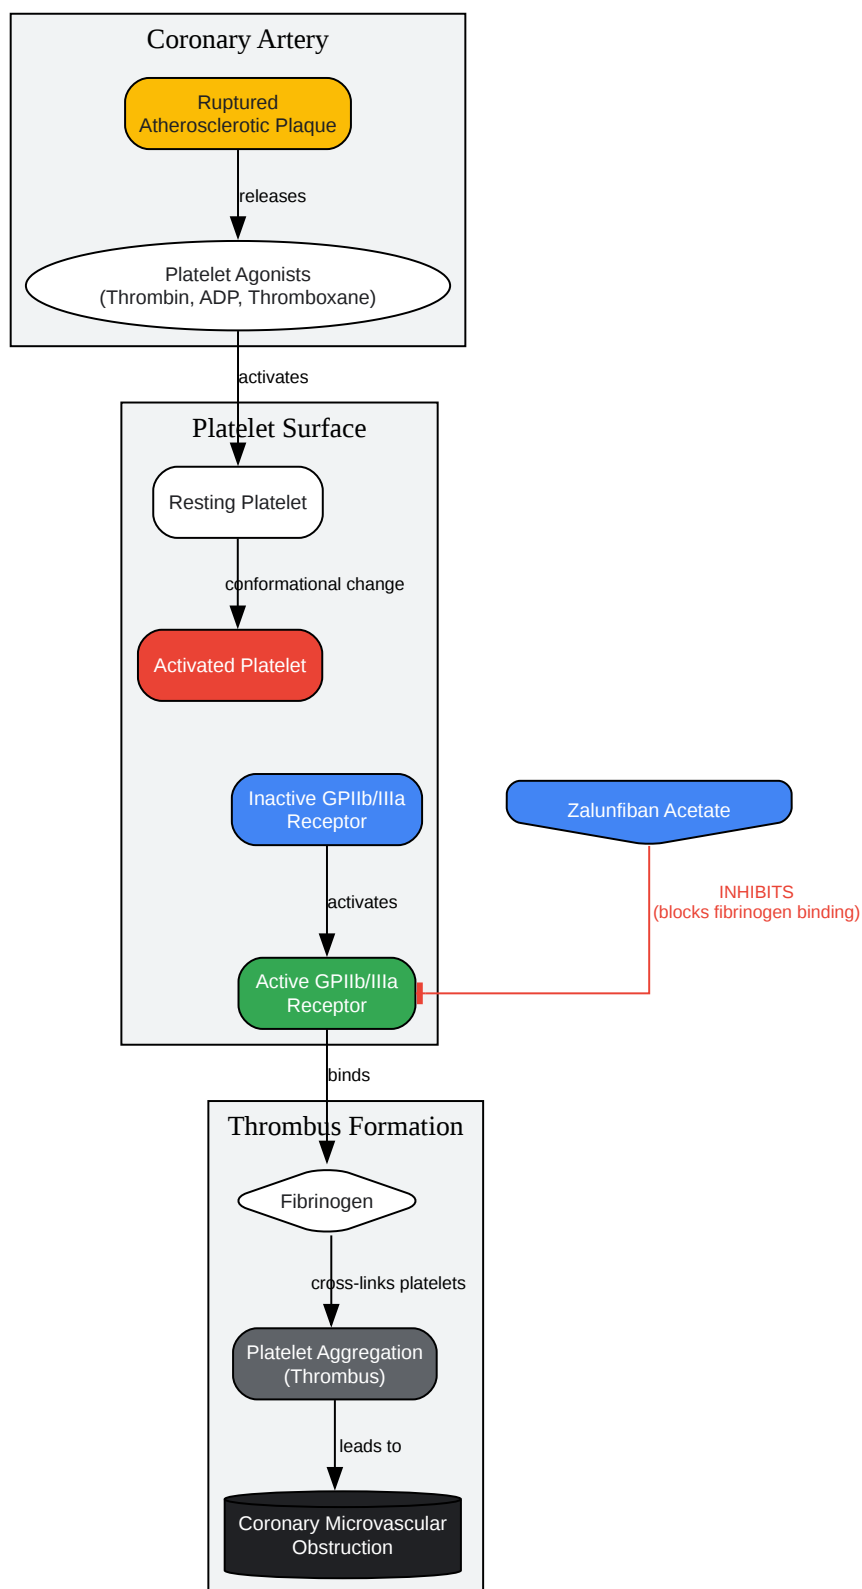 Coronary Artery
Ruptured
Atherosclerotic Plaque
releases
Platelet Agonists
(Thrombin, ADP, Thromboxane)
activates
Platelet Surface
Resting Platelet
conformational change
Activated Platelet
Inactive GPIIb/IIIa
Receptor
Zalunfiban Acetate
activates
INHIBITS
(blocks fibrinogen binding)
Active GPIIb/IIIa
Receptor
binds
Thrombus Formation
Fibrinogen
cross-links platelets
Platelet Aggregation
(Thrombus)
leads to
Coronary Microvascular
Obstruction